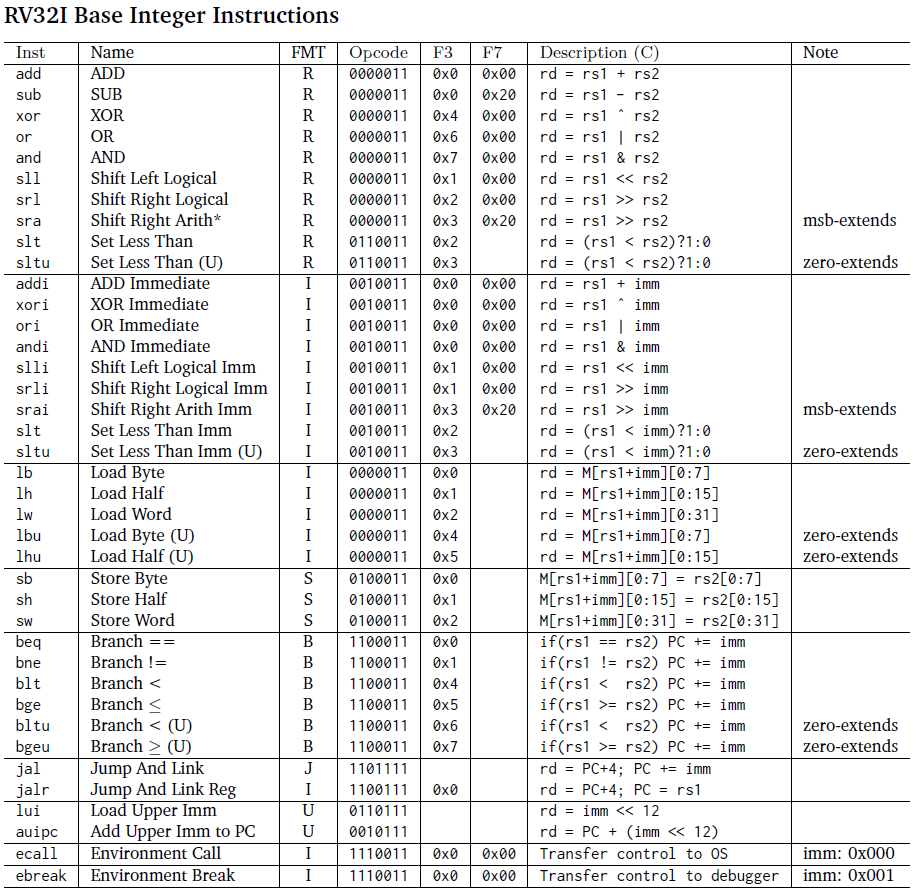 RV32I Base Integer Instructions
Inst Name FMT Opcode F3 F7 Description (C) Note
add ADD R 0000011 0x0 0x00 rd = rs1 + rs2
sub SUB R 0000011 0x0 0x20 rd = rs1 - rs2
xor XOR R 0000011 0x4 0x00 rd = rs1 ^ rs2
or OR R 0000011 0x6 0x00 rd = rs1 | rs2
and AND R 0000011 0x7 0x00 rd = rs1 & rs2
sll Shift Left Logical R 0000011 0x1 0x00 rd = rs1 << rs2
srl Shift Right Logical R 0000011 0x2 0x00 rd = rs1 >> rs2
sra Shift Right Arith* R 0000011 0x3 0x20 rd = rs1 >> rs2 msb-extends
slt Set Less Than R 0110011 0x2 rd = (rs1 < rs2)?1:0
sltu Set Less Than (U) R 0110011 0x3 rd = (rs1 < rs2)?1:0 zero-extends
addi ADD Immediate I 0010011 0x0 0x00 rd = rs1 + imm
xori XOR Immediate I 0010011 0x0 0x00 rd = rs1 ^ imm
ori OR Immediate I 0010011 0x0 0x00 rd = rs1 | imm
andi AND Immediate I 0010011 0x0 0x00 rd = rs1 & imm
slli Shift Left Logical Imm I 0010011 0x1 0x00 rd = rs1 << imm
srli Shift Right Logical Imm I 0010011 0x1 0x00 rd = rs1 >> imm
srai Shift Right Arith Imm I 0010011 0x3 0x20 rd = rs1 >> imm msb-extends
slt Set Less Than Imm I 0010011 0x2 rd = (rs1 < imm)?1:0
sltu Set Less Than Imm (U) I 0010011 0x3 rd = (rs1 < imm)?1:0 zero-extends
lb Load Byte I 0000011 0x0 rd = M[rs1+imm][0:7]
lh Load Half I 0000011 0x1 rd = M[rs1+imm][0:15]
lw Load Word I 0000011 0x2 rd = M[rs1+imm][0:31]
lbu Load Byte (U) I 0000011 0x4 rd = M[rs1+imm][0:7] zero-extends
lhu Load Half (U) I 0000011 0x5 rd = M[rs1+imm][0:15] zero-extends
sb Store Byte S 0100011 0x0 M[rs1+imm][0:7] = rs2[0:7]
sh Store Half S 0100011 0x1 M[rs1+imm][0:15] = rs2[0:15]
sw Store Word S 0100011 0x2 M[rs1+imm][0:31] = rs2[0:31]
beq Branch == B 1100011 0x0 if(rs1 == rs2) PC += imm
bne Branch != B 1100011 0x1 if(rs1 != rs2) PC += imm
blt Branch < B 1100011 0x4 if(rs1 < rs2) PC += imm
bge Branch ≤ B 1100011 0x5 if(rs1 >= rs2) PC += imm
bltu Branch < (U) B 1100011 0x6 if(rs1 < rs2) PC += imm zero-extends
bgeu Branch ≥ (U) B 1100011 0x7 if(rs1 >= rs2) PC += imm zero-extends
jal Jump And Link J 1101111 rd = PC+4; PC += imm
jalr Jump And Link Reg I 1100111 0x0 rd = PC+4; PC = rs1
lui Load Upper Imm U 0110111 rd = imm << 12
auipc Add Upper Imm to PC U 0010111 rd = PC + (imm << 12)
ecall Environment Call I 1110011 0x0 0x00 Transfer control to OS imm: 0x000
ebreak Environment Break I 1110011 0x0 0x00 Transfer control to debugger imm: 0x001